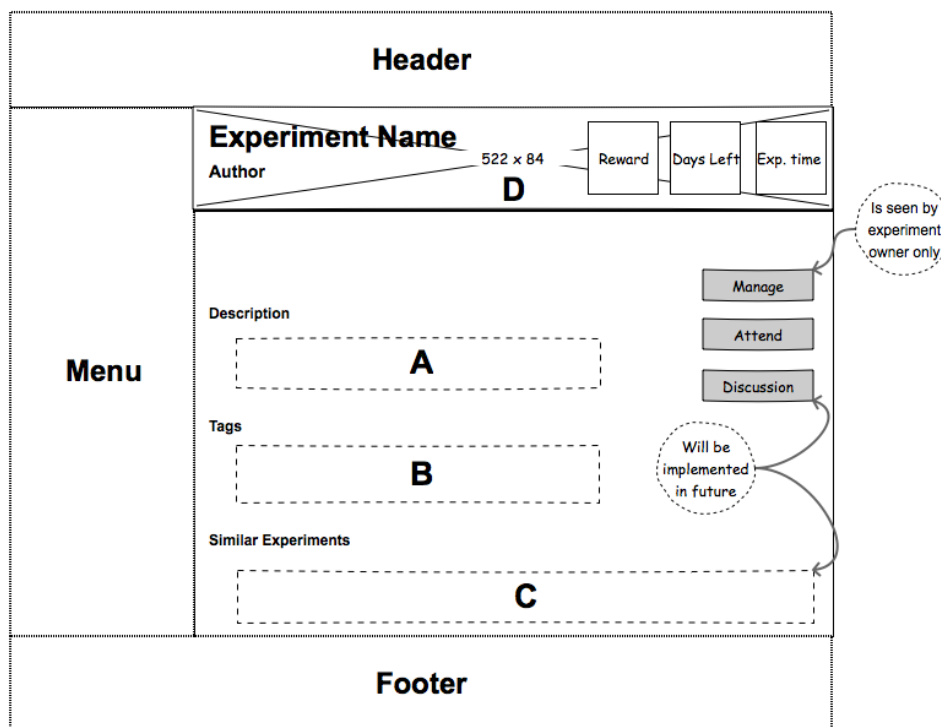 Header
Experiment Name
Author
522 x 84
D
Reward
Days Left
Exp. time
Is seen by
experiment
owner only
Manage
Attend
Discussion
Description
A
Menu
Tags
B
Will be
implemented
in future
Similar Experiments
C
Footer